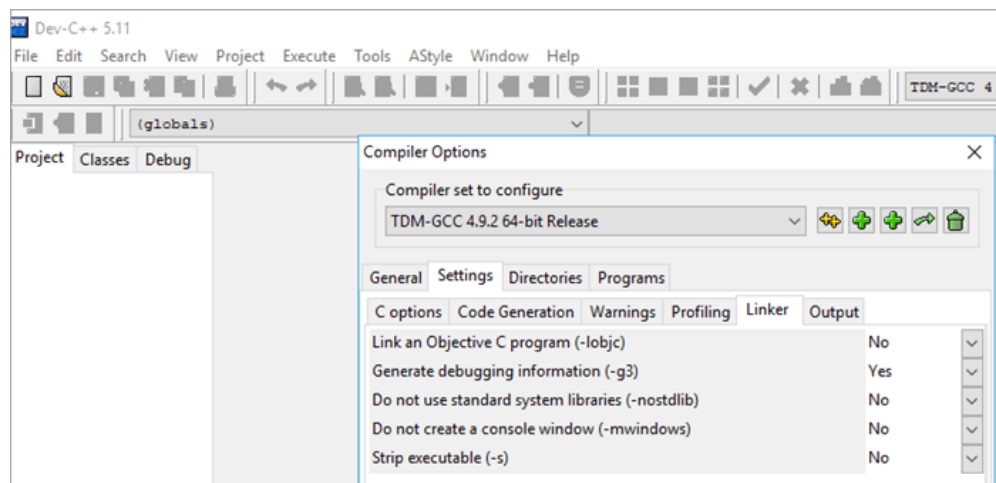 Dev-C++ 5.11
File Edit Search View Project Execute Tools AStyle Window Help
TDM-GCC 4
(globals)
Project Classes Debug
Compiler Options
Compiler set to configure
TDM-GCC 4.9.2 64-bit Release
General Settings Directories Programs
C options Code Generation Warnings Profiling Linker Output
Link an Objective C program (-lobjc) No
Generate debugging information (-g3) Yes
Do not use standard system libraries (-nostdlib) No
Do not create a console window (-mwindows) No
Strip executable (-s) No